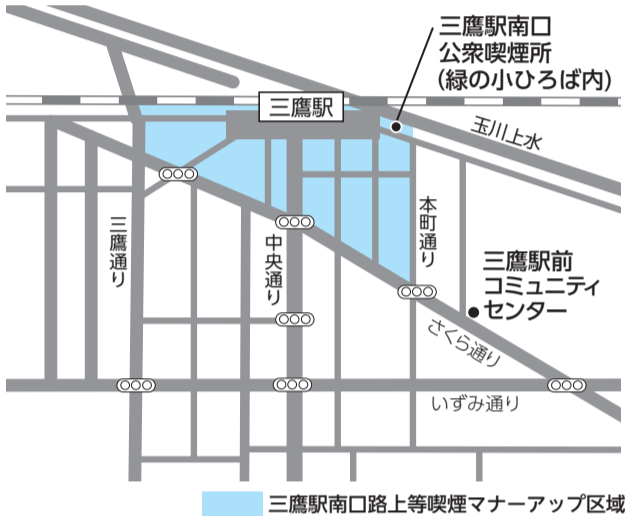 三鷹駅南口
公衆喫煙所
(緑の小ひろば内)
三鷹駅
玉川上水
三鷹通り
中央通り
本町通り
三鷹駅前
コミュニティ
センター
さくら通り
いずみ通り
三鷹駅南口路上等喫煙マナーアップ区域